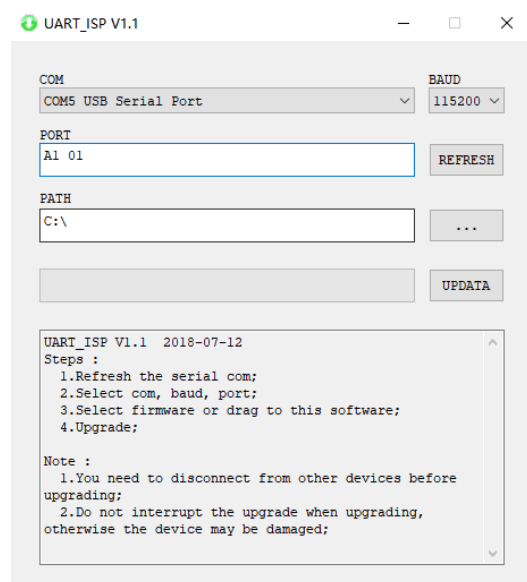 UART_ISP V1.1
COM
BAUD
COM5 USB Serial Port
115200
PORT
A1 01
REFRESH
PATH
C:\
...
UPDATA
UART_ISP V1.1  2018-07-12
Steps :
  1.Refresh the serial com;
  2.Select com, baud, port;
  3.Select firmware or drag to this software;
  4.Upgrade;
Note :
  1.You need to disconnect from other devices before
upgrading;
  2.Do not interrupt the upgrade when upgrading,
otherwise the device may be damaged;